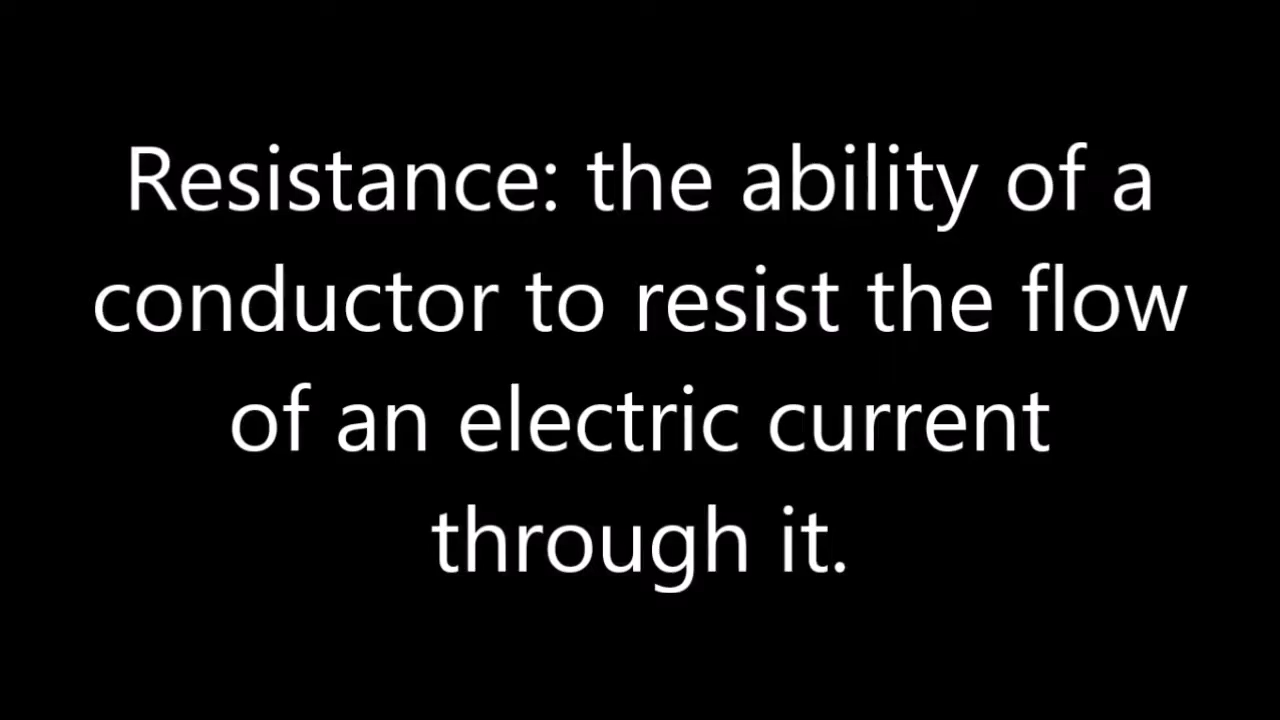 Resistance: the ability of a
conductor to resist the flow
of an electric current
through it.